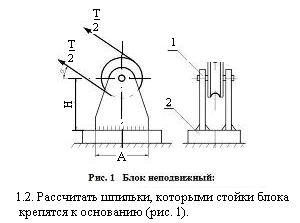 T
2
T
2
1
α°
H
2
A
Рис. 1 Блок неподвижный:
1.2. Рассчитать шпильки, которыми стойки блока
крепятся к основанию (рис. 1).